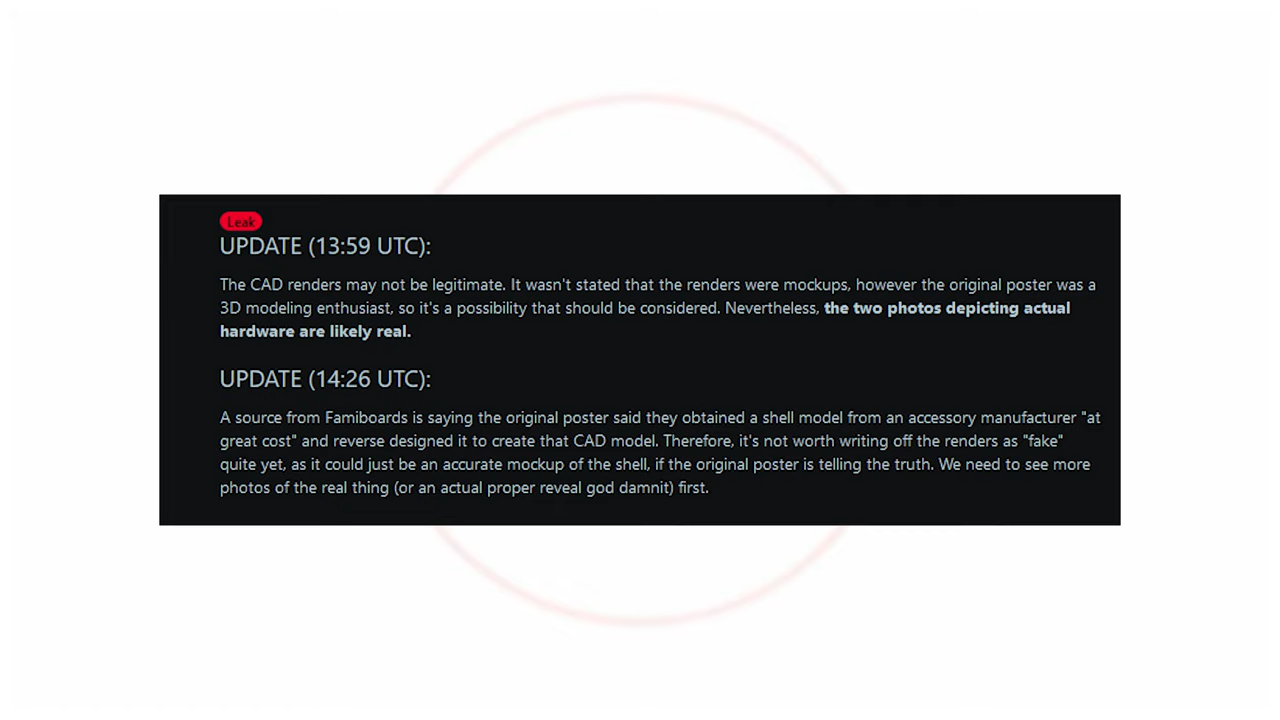 Leak
UPDATE (13:59 UTC):
The CAD renders may not be legitimate. It wasn't stated that the renders were mockups, however the original poster was a
3D modeling enthusiast, so it's a possibility that should be considered. Nevertheless, the two photos depicting actual
hardware are likely real.
UPDATE (14:26 UTC):
A source from Famiboards is saying the original poster said they obtained a shell model from an accessory manufacturer "at
great cost" and reverse designed it to create that CAD model. Therefore, it's not worth writing off the renders as "fake"
quite yet, as it could just be an accurate mockup of the shell, if the original poster is telling the truth. We need to see more
photos of the real thing (or an actual proper reveal god damnit) first.